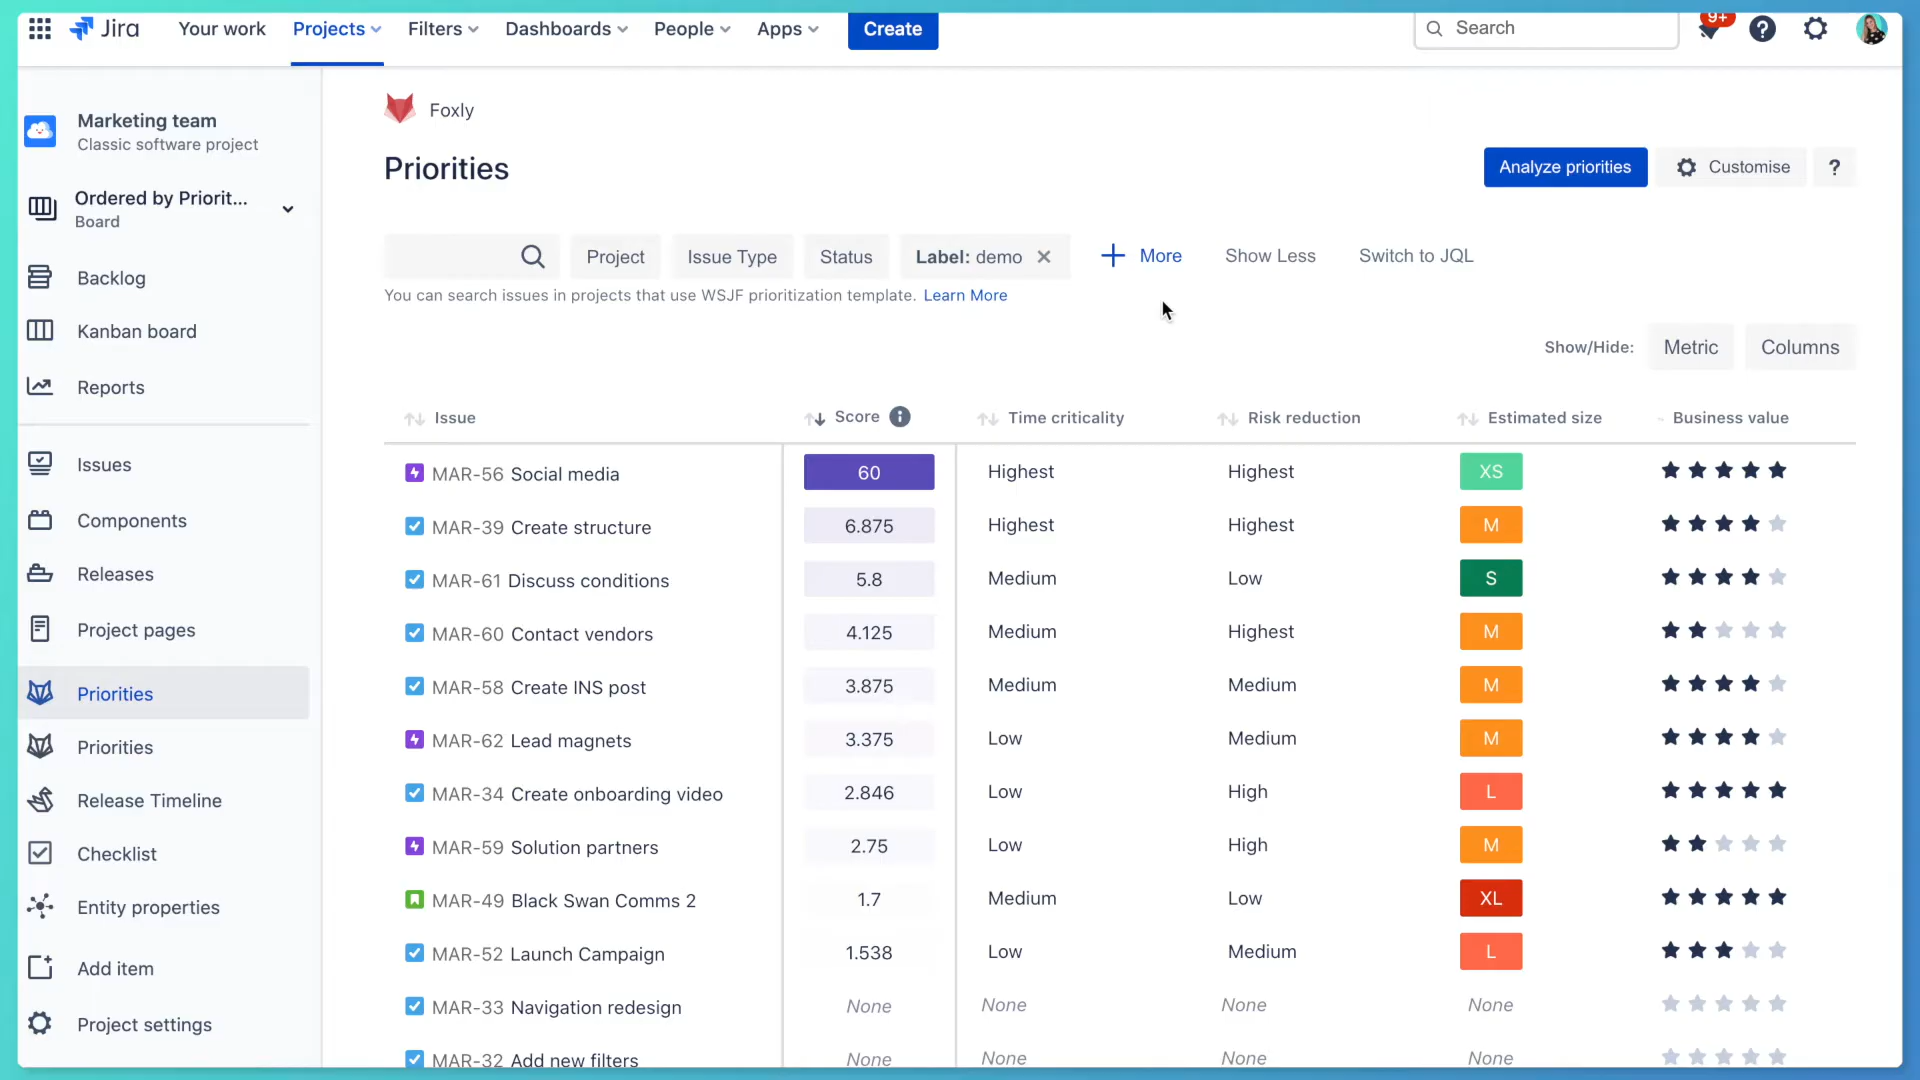 Jira Your work Projects Filters Dashboards People Apps Create Search 9+ ?
Marketing team
Classic software project
Ordered by Priorit...
Board
Backlog
Kanban board
Reports
Issues
Components
Releases
Project pages
Priorities
Priorities
Release Timeline
Checklist
Entity properties
Add item
Project settings
Foxly
Priorities
Analyze priorities Customise ?
Project Issue Type Status Label: demo More Show Less Switch to JQL
You can search issues in projects that use WSJF prioritization template. Learn More
Show/Hide: Metric Columns
Issue Score Time criticality Risk reduction Estimated size Business value
MAR-56 Social media 60 Highest Highest XS
MAR-39 Create structure 6.875 Highest Highest M
MAR-61 Discuss conditions 5.8 Medium Low S
MAR-60 Contact vendors 4.125 Medium Highest M
MAR-58 Create INS post 3.875 Medium Medium M
MAR-62 Lead magnets 3.375 Low Medium M
MAR-34 Create onboarding video 2.846 Low High L
MAR-59 Solution partners 2.75 Low High M
MAR-49 Black Swan Comms 2 1.7 Medium Low XL
MAR-52 Launch Campaign 1.538 Low Medium L
MAR-33 Navigation redesign None None None None
MAR-32 Add new filters None None None None